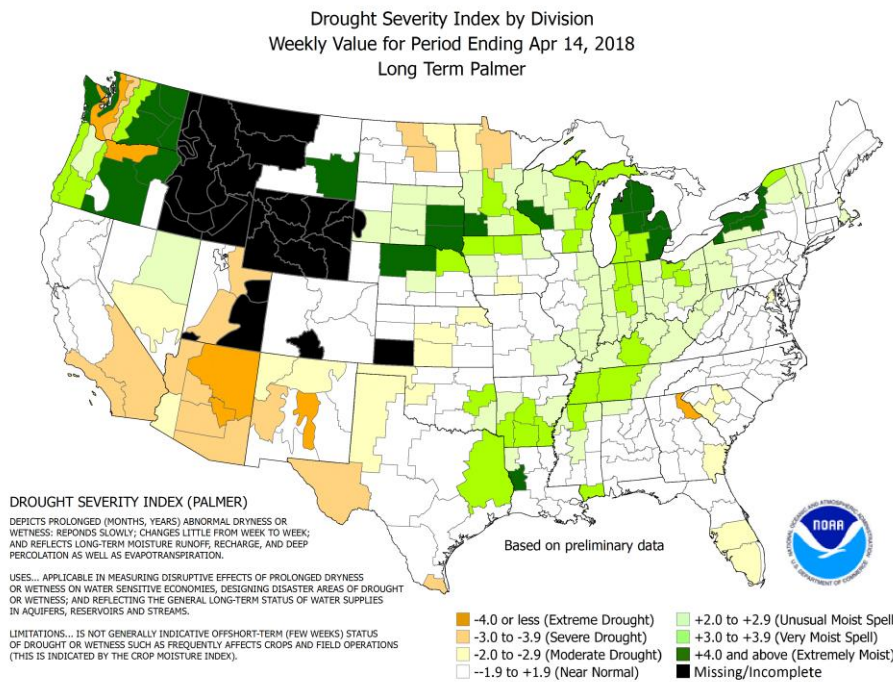 Drought Severity Index by Division
Weekly Value for Period Ending Apr 14, 2018
Long Term Palmer
DROUGHT SEVERITY INDEX (PALMER)
DEPICTS PROLONGED (MONTHS, YEARS) ABNORMAL DRYNESS OR
WETNESS: REPONDS SLOWLY; CHANGES LITTLE FROM WEEK TO WEEK;
AND REFLECTS LONG-TERM MOISTURE RUNOFF, RECHARGE, AND DEEP
PERCOLATION AS WELL AS EVAPOTRANSPIRATION.
USES... APPLICABLE IN MEASURING DISRUPTIVE EFFECTS OF PROLONGED DRYNESS
OR WETNESS ON WATER SENSITIVE ECONOMIES, DESIGNING DISASTER AREAS OF DROUGHT
OR WETNESS; AND REFLECTING THE GENERAL LONG-TERM STATUS OF WATER SUPPLIES
IN AQUIFERS, RESERVOIRS AND STREAMS.
LIMITATIONS... IS NOT GENERALLY INDICATIVE OFFSHORT-TERM (FEW WEEKS) STATUS
OF DROUGHT OR WETNESS SUCH AS FREQUENTLY AFFECTS CROPS AND FIELD OPERATIONS
(THIS IS INDICATED BY THE CROP MOISTURE INDEX).
Based on preliminary data
NATIONAL OCEANIC AND ATMOSPHERIC ADMINISTRATION
NOAA
U.S. DEPARTMENT OF COMMERCE
-4.0 or less (Extreme Drought)
-3.0 to -3.9 (Severe Drought)
-2.0 to -2.9 (Moderate Drought)
--1.9 to +1.9 (Near Normal)
+2.0 to +2.9 (Unusual Moist Spell)
+3.0 to +3.9 (Very Moist Spell)
+4.0 and above (Extremely Moist)
Missing/Incomplete